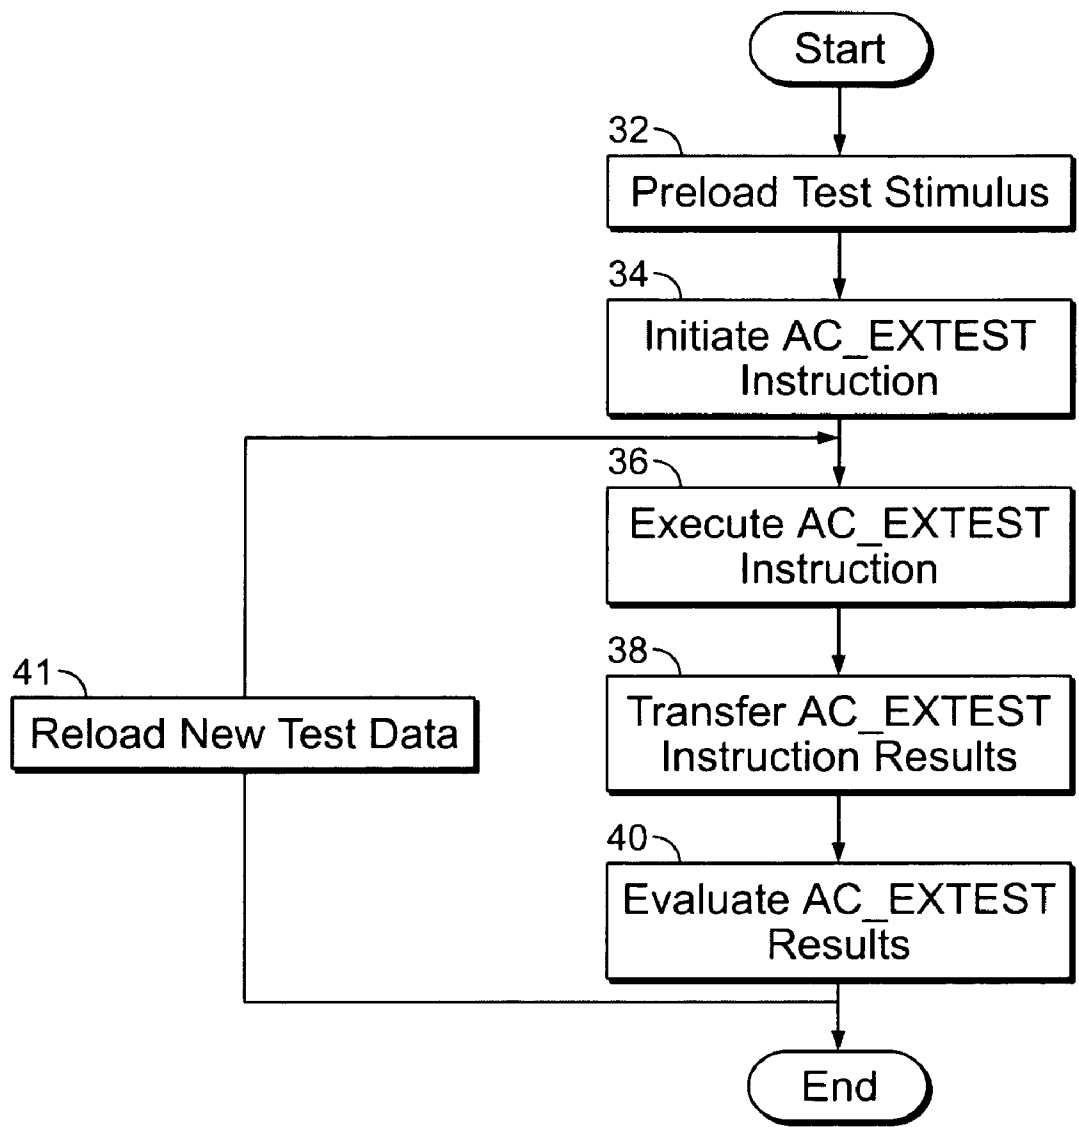 Start
32
Preload Test Stimulus
34
Initiate AC_EXTEST
Instruction
36
Execute AC_EXTEST
Instruction
38
Transfer AC_EXTEST
Instruction Results
41
Reload New Test Data
40
Evaluate AC_EXTEST
Results
End